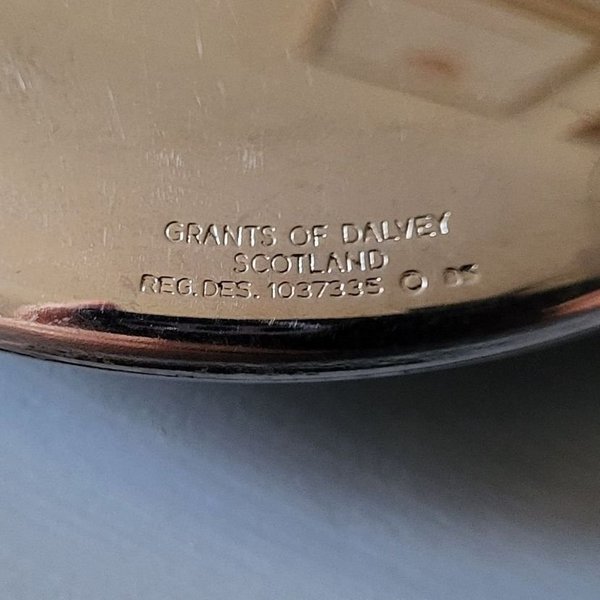 GRANTS OF DALVEY
SCOTLAND
REG.DES. 1037335